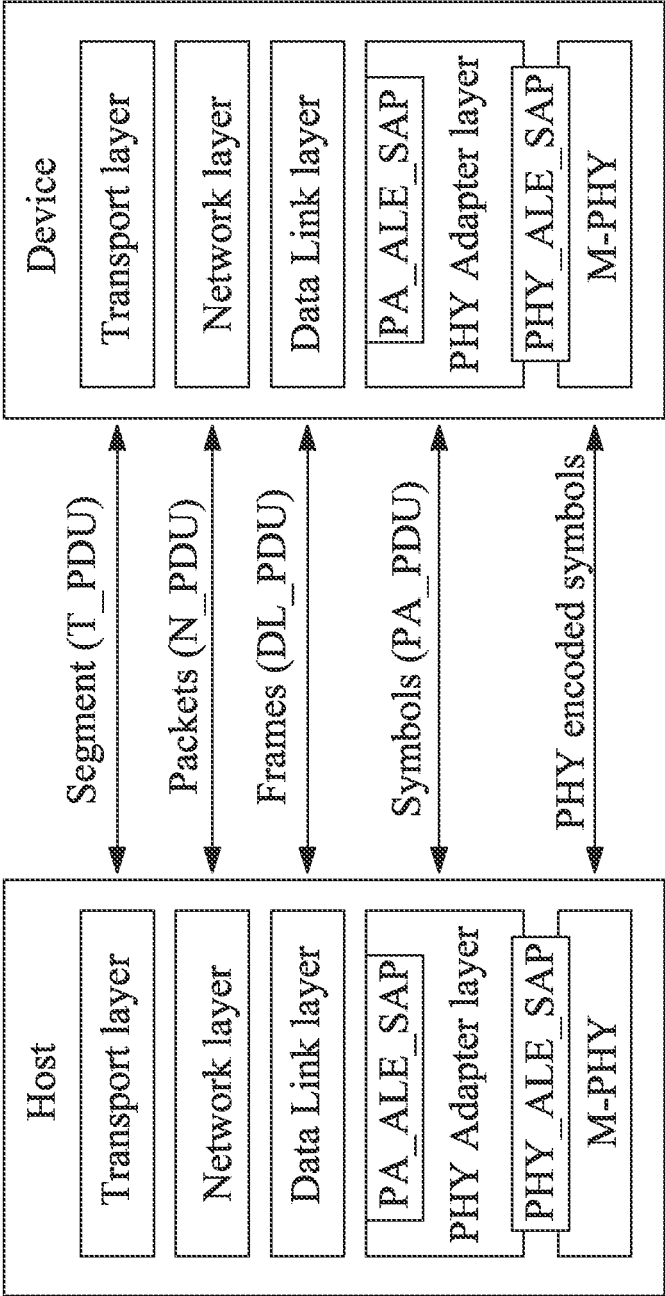 Host
Transport layer
Network layer
Data Link layer
PA_ALE_SAP
PHY Adapter layer
PHY_ALE_SAP
M-PHY
Segment (T_PDU)
Packets (N_PDU)
Frames (DL_PDU)
Symbols (PA_PDU)
PHY encoded symbols
Device
Transport layer
Network layer
Data Link layer
PA_ALE_SAP
PHY Adapter layer
PHY_ALE_SAP
M-PHY